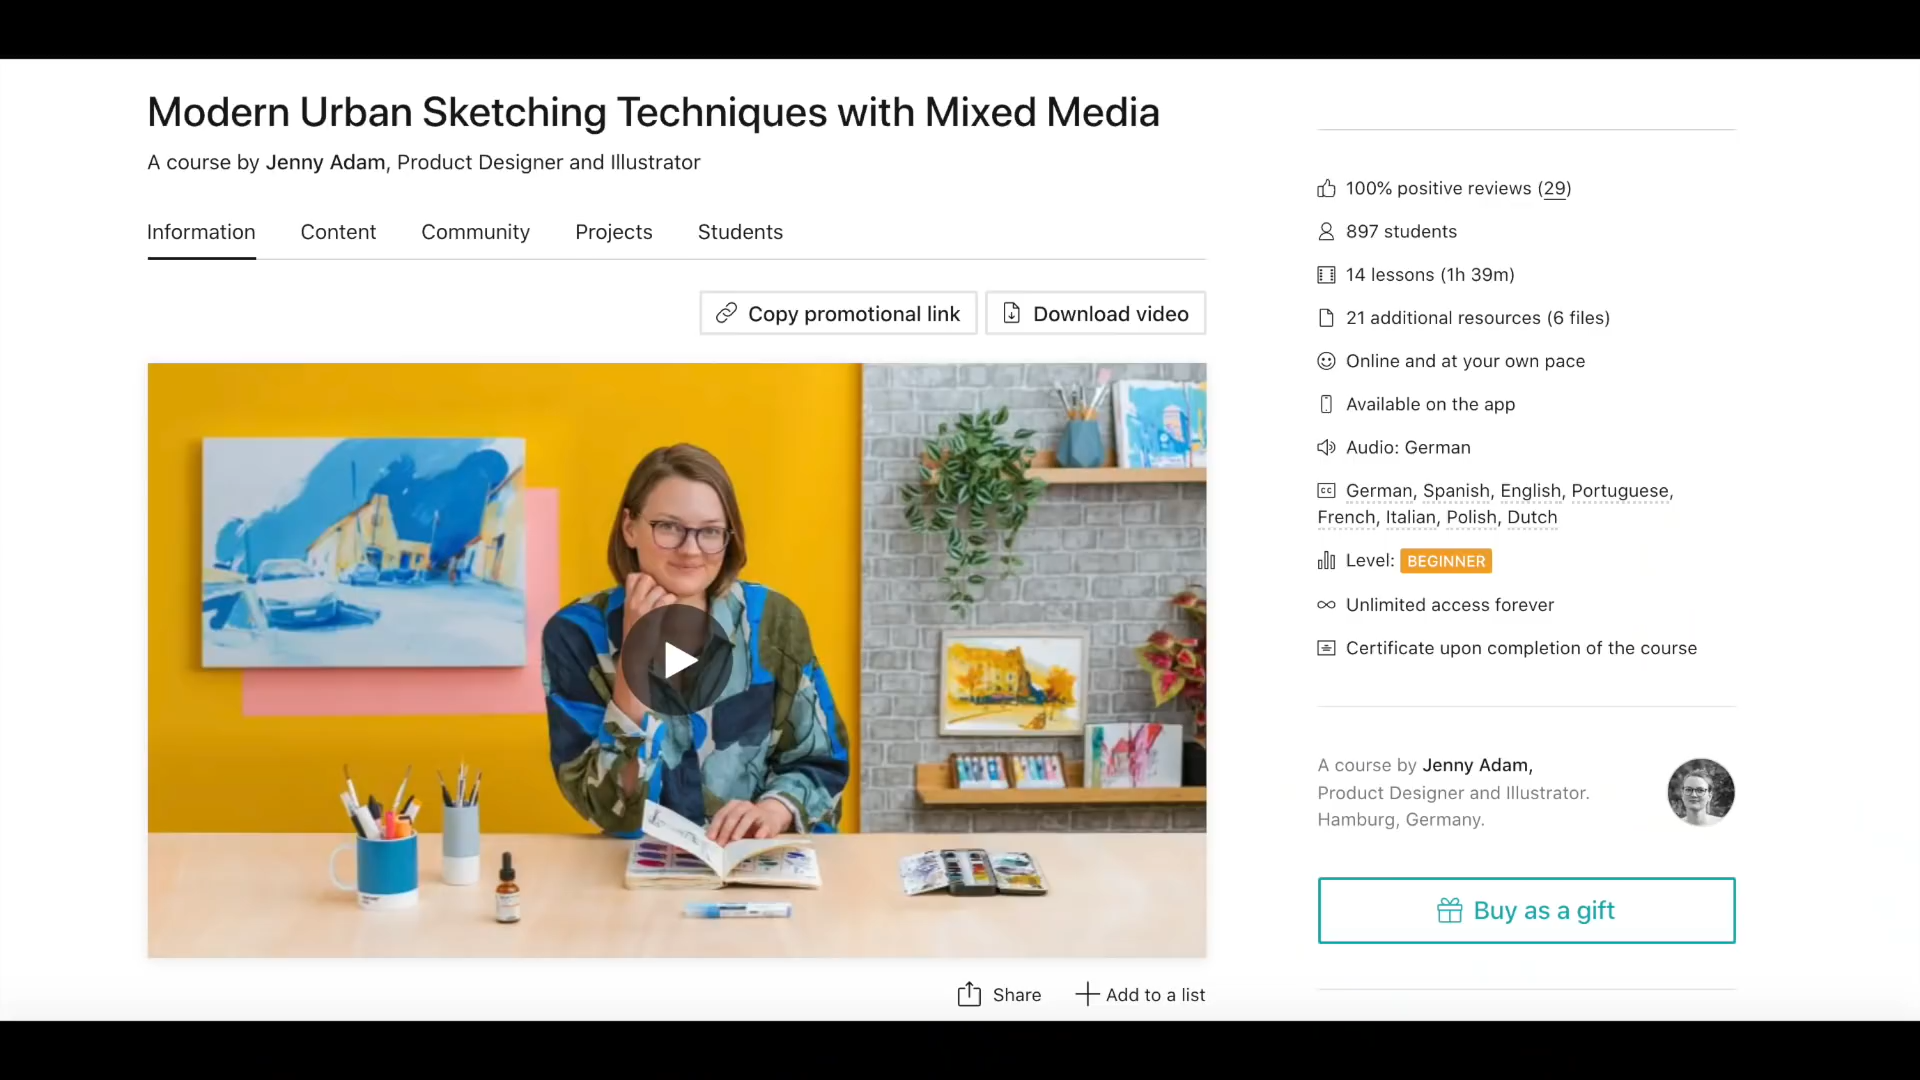 Modern Urban Sketching Techniques with Mixed Media
A course by Jenny Adam, Product Designer and Illustrator
Information
Content
Community
Projects
Students
Copy promotional link
Download video
Share
Add to a list
100% positive reviews (29)
897 students
14 lessons (1h 39m)
21 additional resources (6 files)
Online and at your own pace
Available on the app
Audio: German
German, Spanish, English, Portuguese,
French, Italian, Polish, Dutch
Level: BEGINNER
Unlimited access forever
Certificate upon completion of the course
A course by Jenny Adam,
Product Designer and Illustrator.
Hamburg, Germany.
Buy as a gift